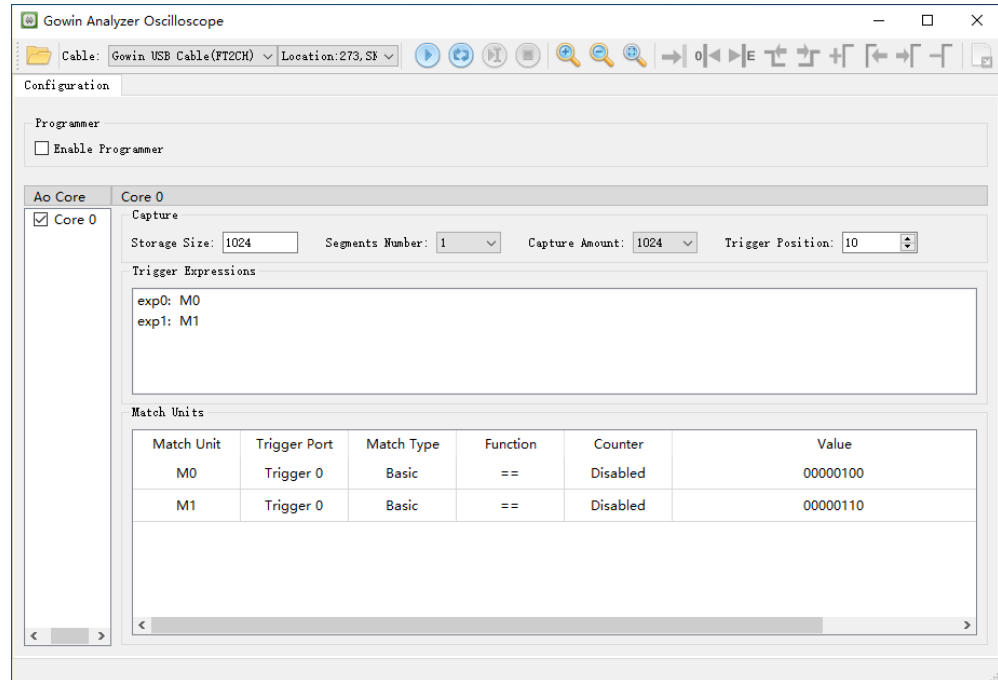 Gowin Analyzer Oscilloscope
Cable: Gowin USB Cable(FT2CH) Location:273, 0 E
Configuration
Programmer
Enable Programmer
Ao Core Core 0
Core 0
Capture
Storage Size: 1024 Segments Number: 1 Capture Amount: 1024 Trigger Position: 10
Trigger Expressions
exp0: M0
exp1: M1
Match Units
Match Unit Trigger Port Match Type Function Counter Value
M0 Trigger 0 Basic == Disabled 00000100
M1 Trigger 0 Basic == Disabled 00000110